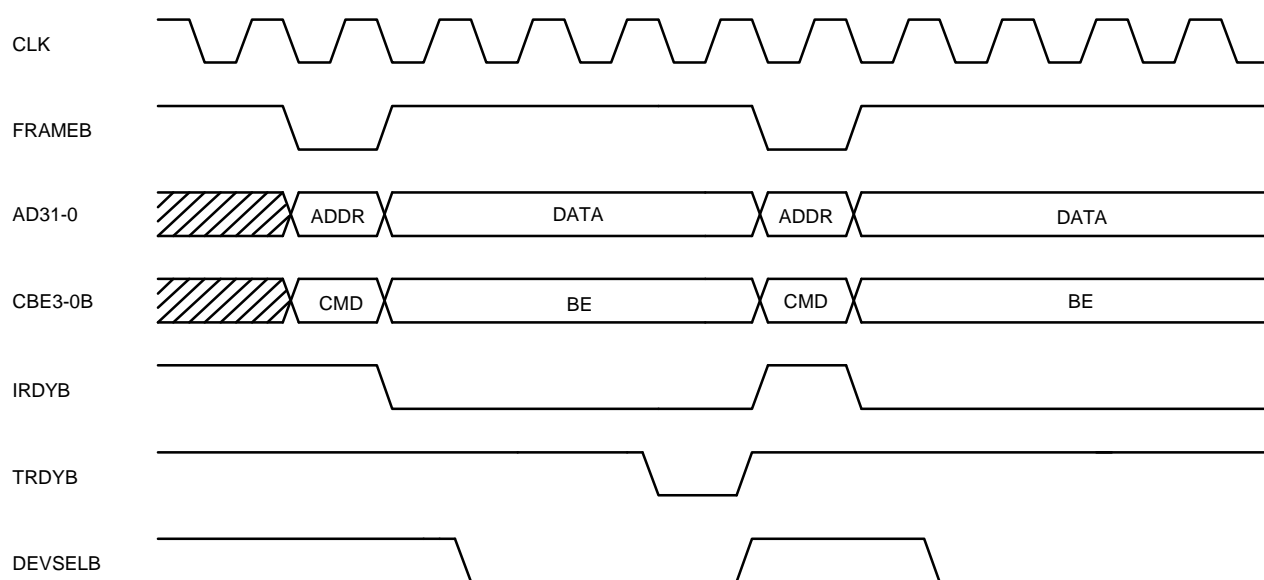 CLK
FRAMEB
AD31-0 ADDR DATA ADDR DATA
CBE3-0B CMD BE CMD BE
IRDYB
TRDYB
DEVSELB